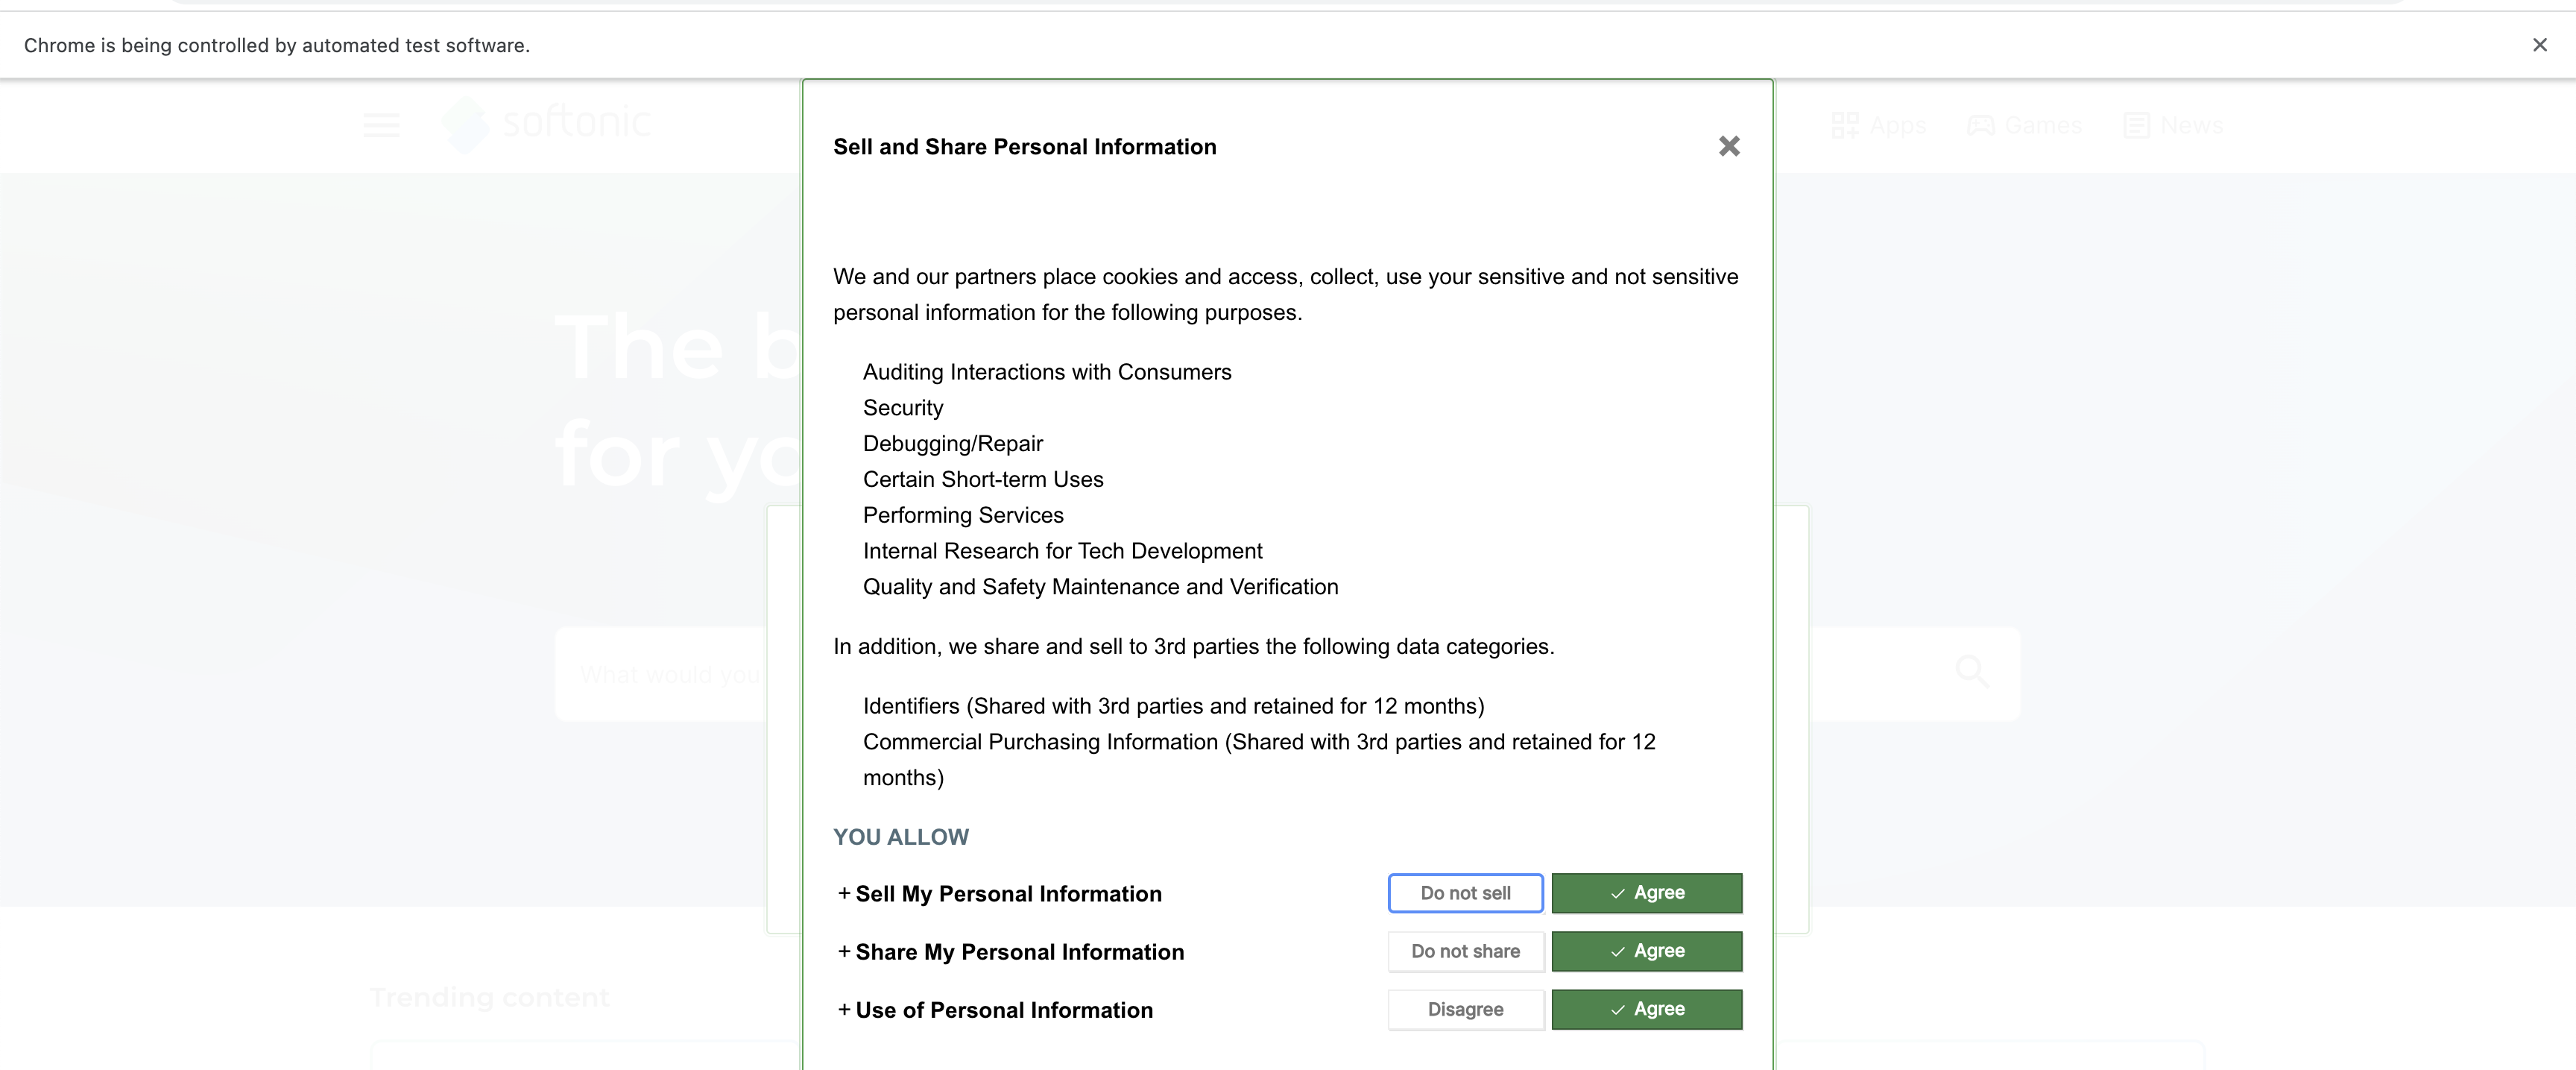 Chrome is being controlled by automated test software.
softonic
Apps
Games
News
Sell and Share Personal Information
We and our partners place cookies and access, collect, use your sensitive and not sensitive
personal information for the following purposes.
Auditing Interactions with Consumers
Security
Debugging/Repair
Certain Short-term Uses
Performing Services
Internal Research for Tech Development
Quality and Safety Maintenance and Verification
In addition, we share and sell to 3rd parties the following data categories.
Identifiers (Shared with 3rd parties and retained for 12 months)
Commercial Purchasing Information (Shared with 3rd parties and retained for 12
months)
YOU ALLOW
+ Sell My Personal Information Do not sell ✓ Agree
+ Share My Personal Information Do not share ✓ Agree
+ Use of Personal Information Disagree ✓ Agree
The b
for yo
What would you
Trending content